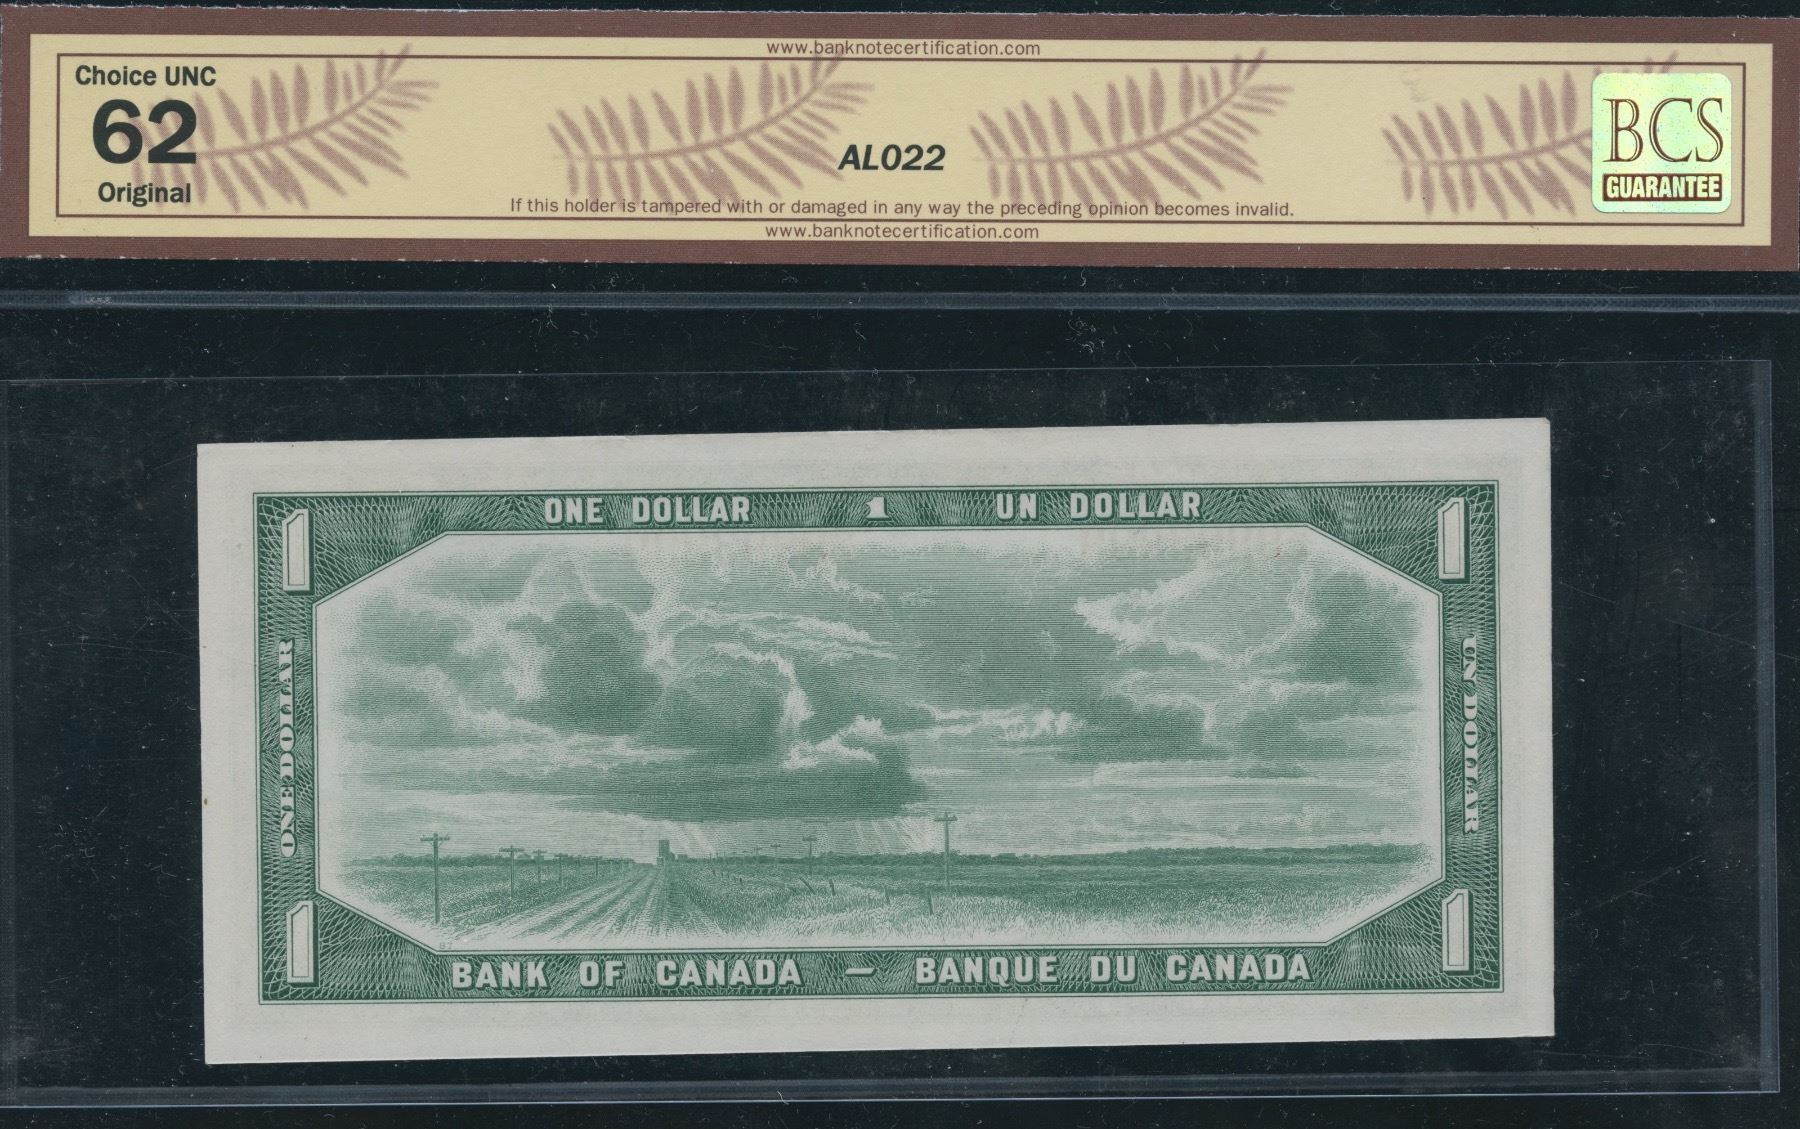 www.banknotecertification.com
Choice UNC
62
Original
AL022
BCS
GUARANTEE
If this holder is tampered with or damaged in any way the preceding opinion becomes invalid.
www.banknotecertification.com
ONE DOLLAR 1 UN DOLLAR
1
1
ONE DOLLAR
UN DOLLAR
87
1
1
BANK OF CANADA — BANQUE DU CANADA